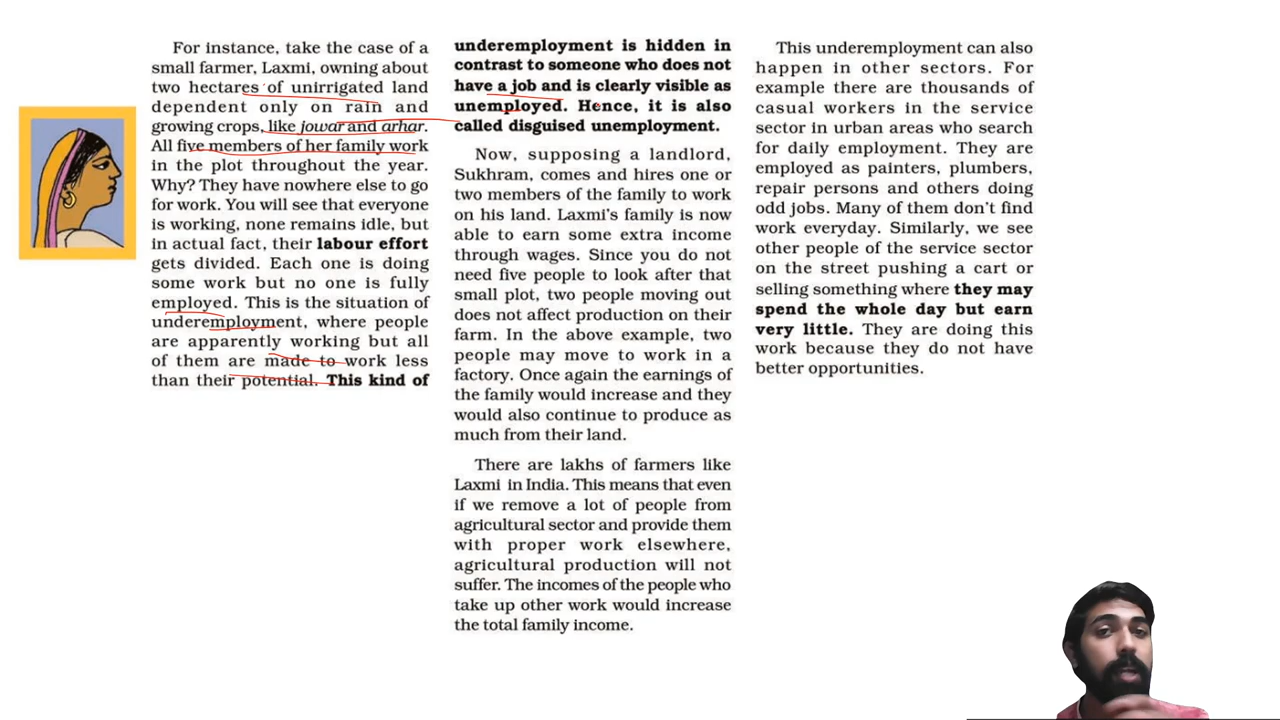 For instance, take the case of a
small farmer, Laxmi, owning about
two hectares of unirrigated land
dependent only on rain and
growing crops, like jowar and arhar.
All five members of her family work
in the plot throughout the year.
Why? They have nowhere else to go
for work. You will see that everyone
is working, none remains idle, but
in actual fact, their labour effort
gets divided. Each one is doing
some work but no one is fully
employed. This is the situation of
underemployment, where people
are apparently working but all
of them are made to work less
than their potential. This kind of
underemployment is hidden in
contrast to someone who does not
have a job and is clearly visible as
unemployed. Hence, it is also
called disguised unemployment.
Now, supposing a landlord,
Sukhram, comes and hires one or
two members of the family to work
on his land. Laxmi's family is now
able to earn some extra income
through wages. Since you do not
need five people to look after that
small plot, two people moving out
does not affect production on their
farm. In the above example, two
people may move to work in a
factory. Once again the earnings of
the family would increase and they
would also continue to produce as
much from their land.
There are lakhs of farmers like
Laxmi in India. This means that even
if we remove a lot of people from
agricultural sector and provide them
with proper work elsewhere,
agricultural production will not
suffer. The incomes of the people who
take up other work would increase
the total family income.
This underemployment can also
happen in other sectors. For
example there are thousands of
casual workers in the service
sector in urban areas who search
for daily employment. They are
employed as painters, plumbers,
repair persons and others doing
odd jobs. Many of them don't find
work everyday. Similarly, we see
other people of the service sector
on the street pushing a cart or
selling something where they may
spend the whole day but earn
very little. They are doing this
work because they do not have
better opportunities.